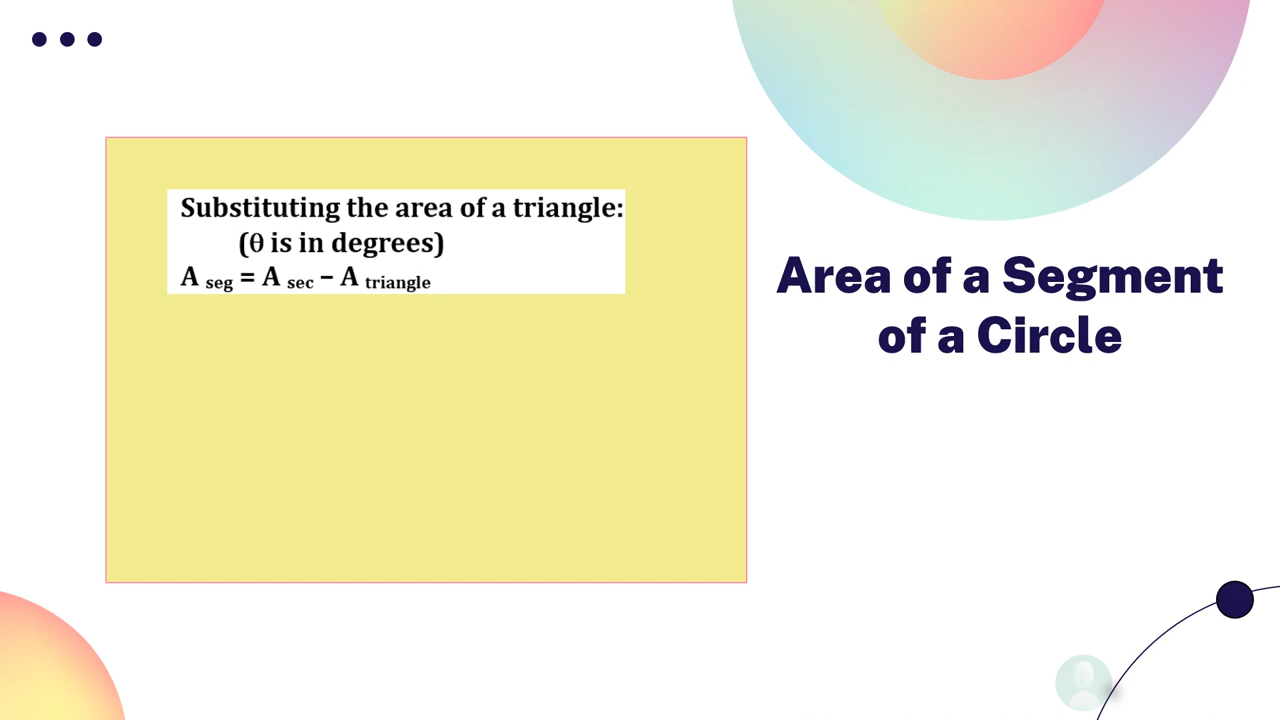 Substituting the area of a triangle:
(θ is in degrees)
A seg = A sec – A triangle
Area of a Segment
of a Circle